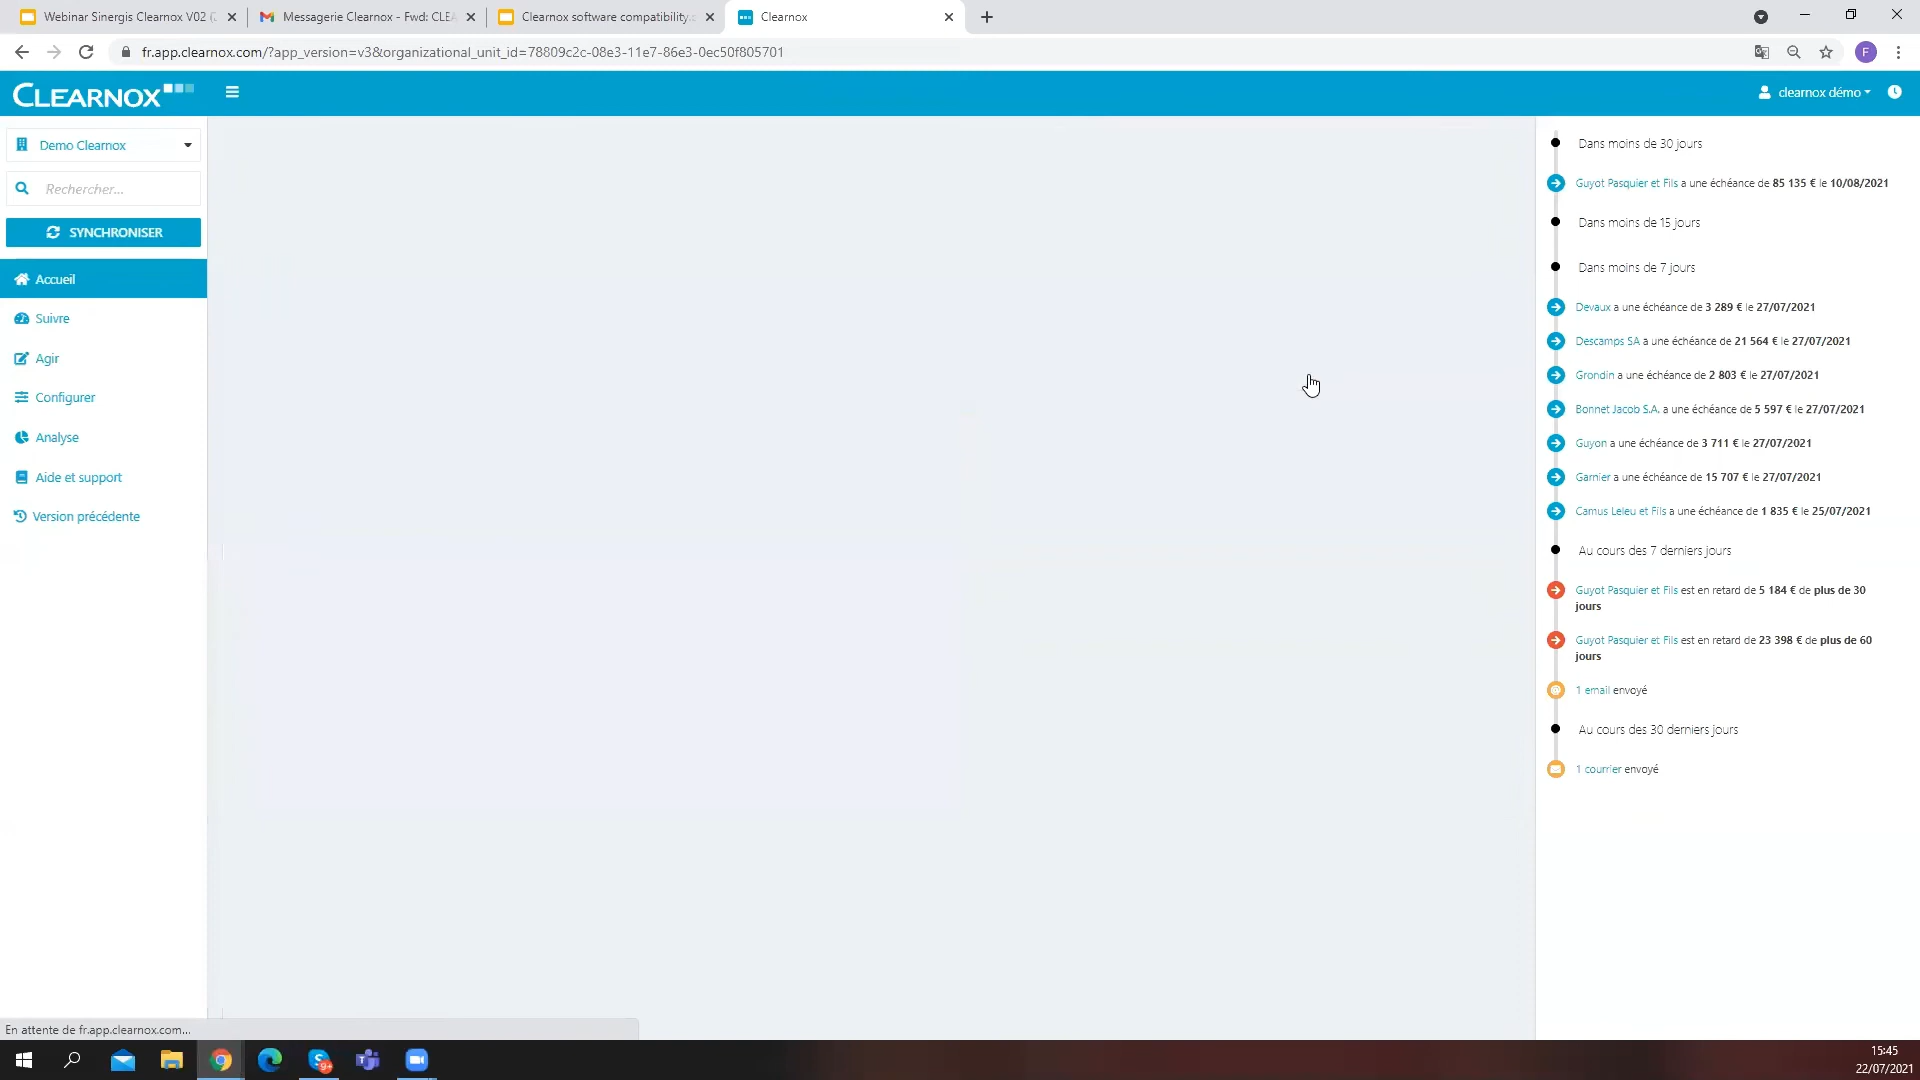 Webinar Sinergis Clearnox V02 (
Messagerie Clearnox - Fwd: CLEA
Clearnox software compatibility.
Clearnox
fr.app.clearnox.com/?app_version=v3&organizational_unit_id=78809c2c-08e3-11e7-86e3-0ec50f805701
F
CLEARNOX
clearnox démo
Demo Clearnox
Rechercher...
SYNCHRONISER
Accueil
Suivre
Agir
Configurer
Analyse
Aide et support
Version précédente
Dans moins de 30 jours
Guyot Pasquier et Fils a une échéance de 85 135 € le 10/08/2021
Dans moins de 15 jours
Dans moins de 7 jours
Devaux a une échéance de 3 289 € le 27/07/2021
Descamps SA a une échéance de 21 564 € le 27/07/2021
Grondin a une échéance de 2 803 € le 27/07/2021
Bonnet Jacob S.A. a une échéance de 5 597 € le 27/07/2021
Guyon a une échéance de 3 711 € le 27/07/2021
Garnier a une échéance de 15 707 € le 27/07/2021
Camus Leleu et Fils a une échéance de 1 835 € le 25/07/2021
Au cours des 7 derniers jours
Guyot Pasquier et Fils est en retard de 5 184 € de plus de 30
jours
Guyot Pasquier et Fils est en retard de 23 398 € de plus de 60
jours
1 email envoyé
Au cours des 30 derniers jours
1 courrier envoyé
En attente de fr.app.clearnox.com...
9+
15:45
22/07/2021